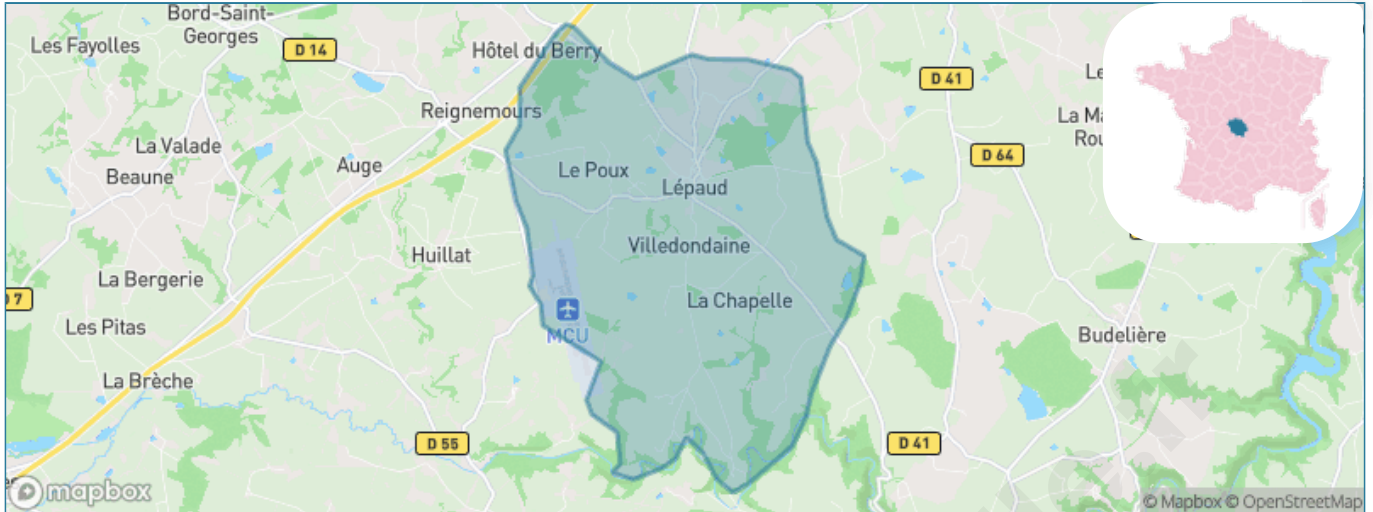 Bord-Saint-
Georges
Les Fayolles
D 14
Hôtel du Berry
D 41
Reignemours
La Valade
Auge
Beaune
Le Poux
Lépaud
D 64
Villedondaine
Huillat
La Bergerie
La Chapelle
7
Les Pitas
MCU
Budelière
La Brèche
D 55
D 41
mapbox
© Mapbox © OpenStreetMap